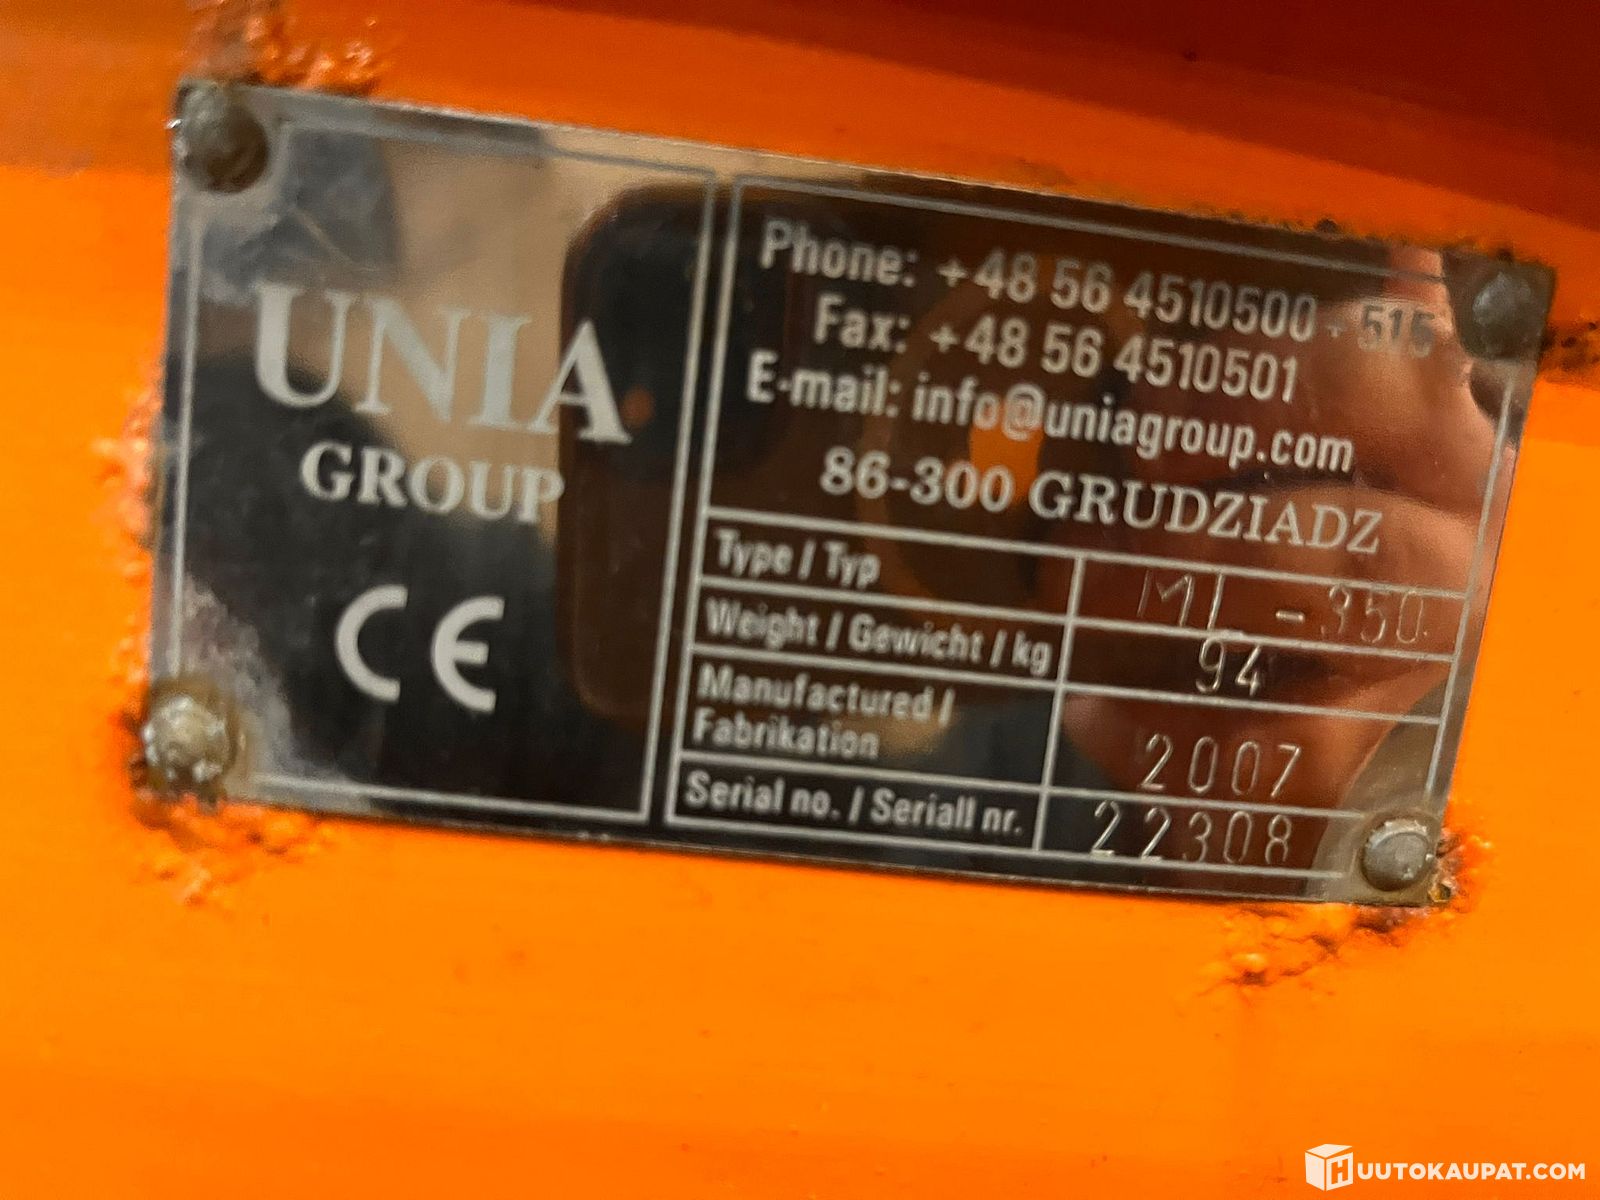 UNIA
GROUP
CE
Phone: +48 56 4510500 ÷ 515
Fax: +48 56 4510501
E-mail: info@uniagroup.com
86-300 GRUDZIADZ
Type / Typ ML-350
Weight / Gewicht / kg 94
Manufactured /
Fabrikation 2007
Serial no. / Seriall nr. 22308
HUUTOKAUPAT.COM